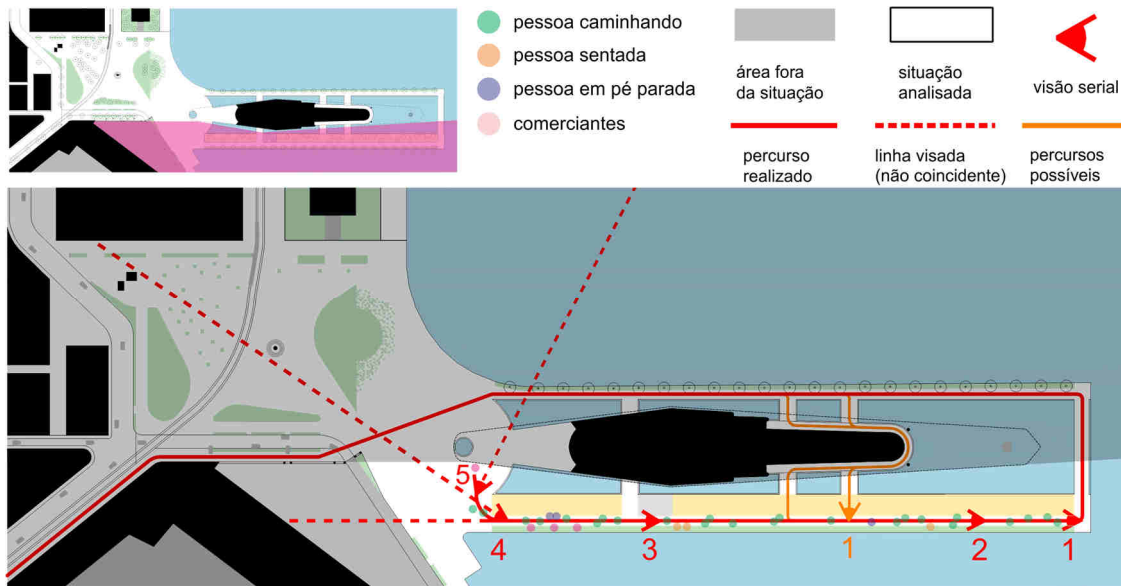 pessoa caminhando
pessoa sentada
pessoa em pé parada
comerciantes
área fora
da situação
situação
analisada
visão serial
percurso
realizado
linha visada
(não coincidente)
percursos
possíveis
5
4
3
1
2
1